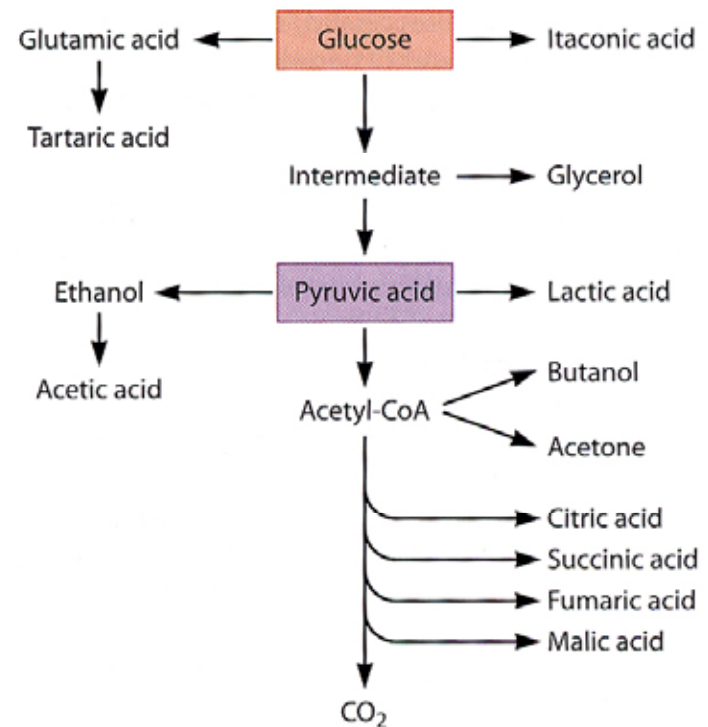 Glutamic acid
Glucose
Itaconic acid
Tartaric acid
Intermediate
Glycerol
Ethanol
Pyruvic acid
Lactic acid
Acetic acid
Butanol
Acetyl-CoA
Acetone
Citric acid
Succinic acid
Fumaric acid
Malic acid
CO₂